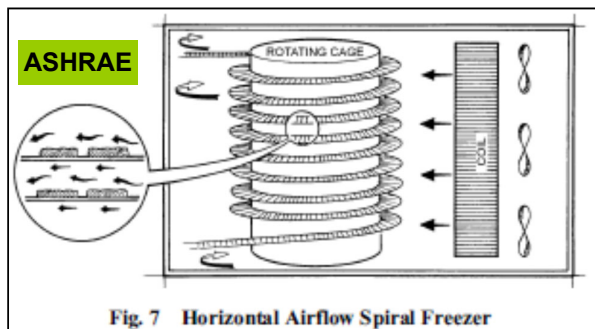 ASHRAE
ROTATING CAGE
COIL
Fig. 7 Horizontal Airflow Spiral Freezer